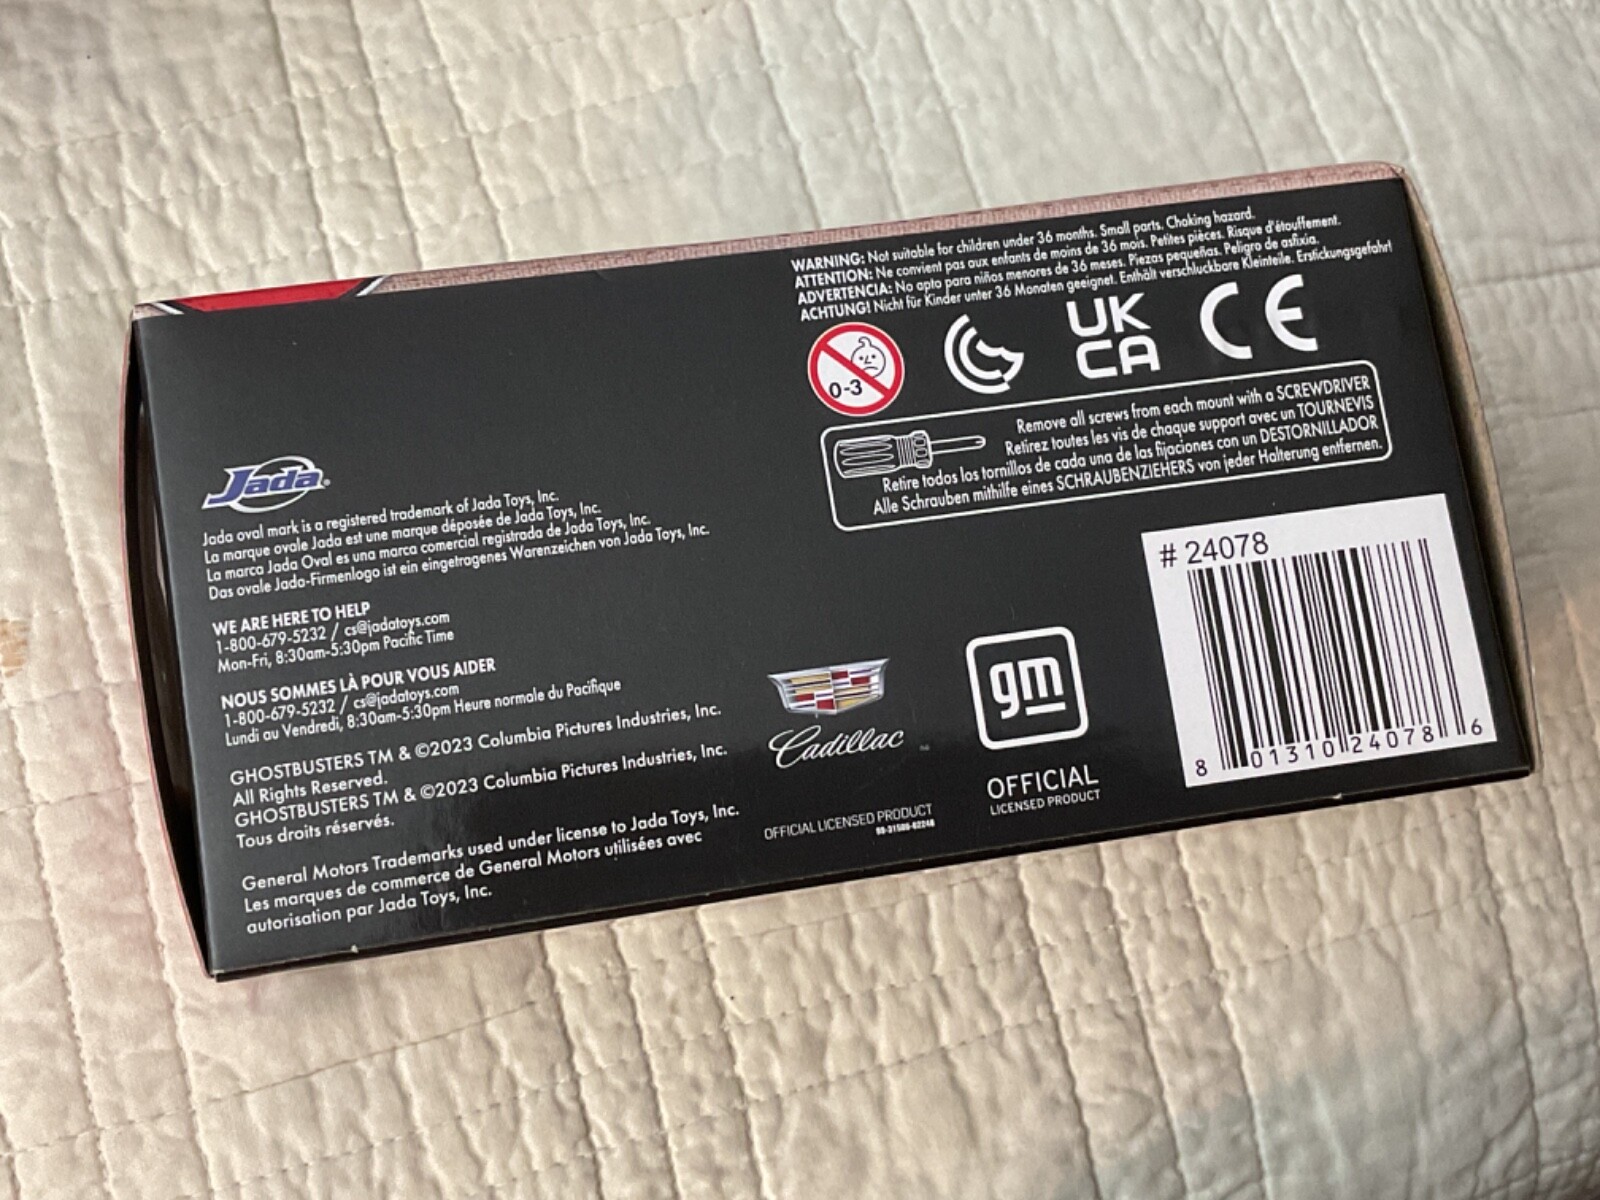 WARNING: Not suitable for children under 36 months. Small parts. Choking hazard.
ATTENTION: Ne convient pas aux enfants de moins de 36 mois. Petites pièces. Risque d'étouffement.
ADVERTENCIA: No apto para niños menores de 36 meses. Piezas pequeñas. Peligro de asfixia.
ACHTUNG! Nicht für Kinder unter 36 Monaten geeignet. Enthält verschluckbare Kleinteile. Erstickungsgefahr!
0-3
UK
CA
CE
Remove all screws from each mount with a SCREWDRIVER
Retirez toutes les vis de chaque support avec un TOURNEVIS
Retire todos los tornillos de cada una de las fijaciones con un DESTORNILLADOR
Alle Schrauben mithilfe eines SCHRAUBENZIEHERS von jeder Halterung entfernen.
Jada®
Jada oval mark is a registered trademark of Jada Toys, Inc.
La marque ovale Jada est une marque déposée de Jada Toys, Inc.
La marca Jada Oval es una marca comercial registrada de Jada Toys, Inc.
Das ovale Jada-Firmenlogo ist ein eingetragenes Warenzeichen von Jada Toys, Inc.
WE ARE HERE TO HELP
1-800-679-5232 / cs@jadatoys.com
Mon-Fri, 8:30am-5:30pm Pacific Time
NOUS SOMMES LÀ POUR VOUS AIDER
1-800-679-5232 / cs@jadatoys.com
Lundi au Vendredi, 8:30am-5:30pm Heure normale du Pacifique
GHOSTBUSTERS TM & ©2023 Columbia Pictures Industries, Inc.
All Rights Reserved.
GHOSTBUSTERS TM & ©2023 Columbia Pictures Industries, Inc.
Tous droits réservés.
General Motors Trademarks used under license to Jada Toys, Inc.
Les marques de commerce de General Motors utilisées avec
autorisation par Jada Toys, Inc.
Cadillac
OFFICIAL LICENSED PRODUCT
gm
OFFICIAL
LICENSED PRODUCT
# 24078
8 01310 24078 6